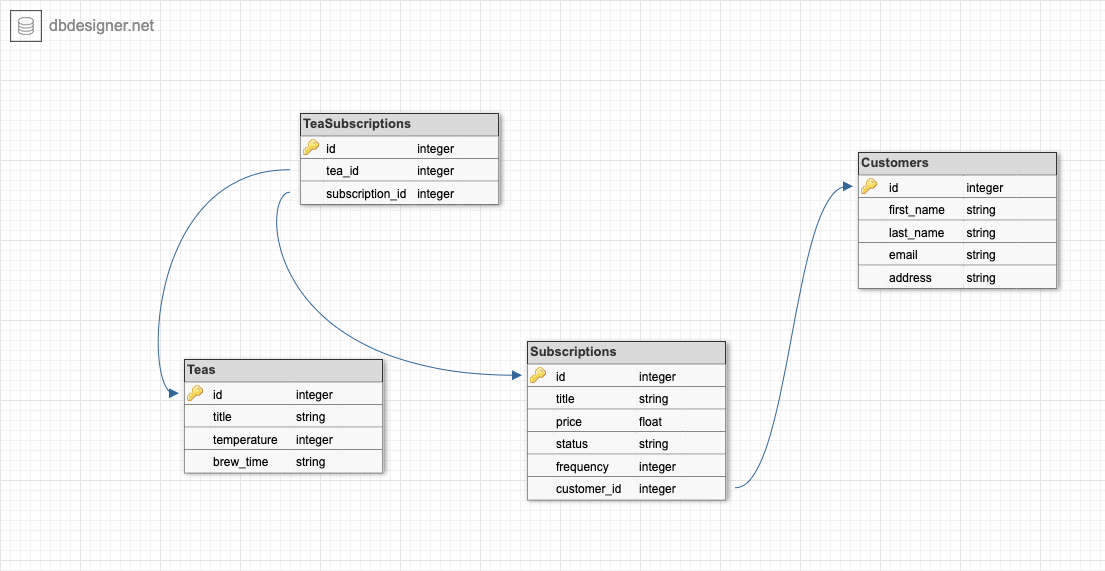 dbdesigner.net
TeaSubscriptions
id integer
tea_id integer
subscription_id integer
Customers
id integer
first_name string
last_name string
email string
address string
Teas
id integer
title string
temperature integer
brew_time string
Subscriptions
id integer
title string
price float
status string
frequency integer
customer_id integer